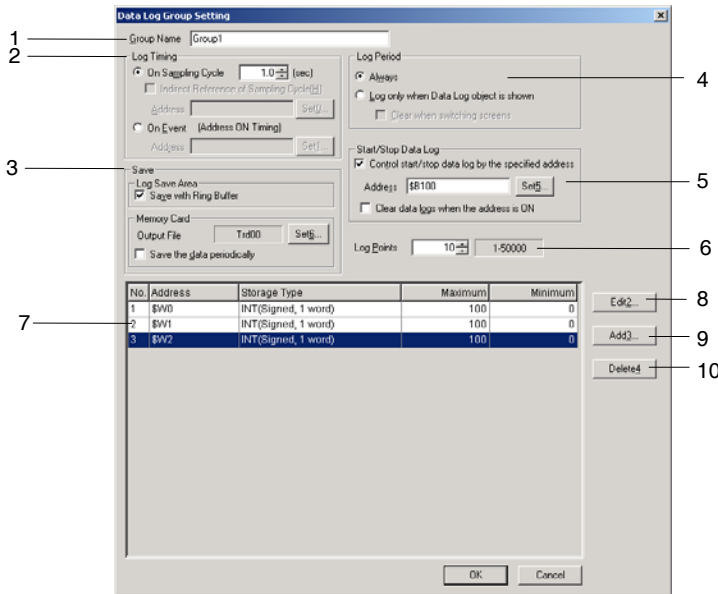 Data Log Group Setting
1 Group Name Group1
2 Log Timing
On Sampling Cycle 1.0 (sec)
Indirect Reference of Sampling Cycle(H)
Address Set0...
On Event (Address ON Timing)
Address Set1...
Log Period
Always 4
Log only when Data Log object is shown
Clear when switching screens
3 Save
Log Save Area
Save with Ring Buffer
Memory Card
Output File Trd00 Set6...
Save the data periodically
Start/Stop Data Log
Control start/stop data log by the specified address
Address $B100 Set5... 5
Clear data logs when the address is ON
Log Points 10 1-50000 6
No. Address Storage Type Maximum Minimum
1 $W0 INT(Signed, 1 word) 100 0
7 2 $W1 INT(Signed, 1 word) 100 0
3 $W2 INT(Signed, 1 word) 100 0
Edit2... 8
Add3... 9
Delete4 10
OK Cancel